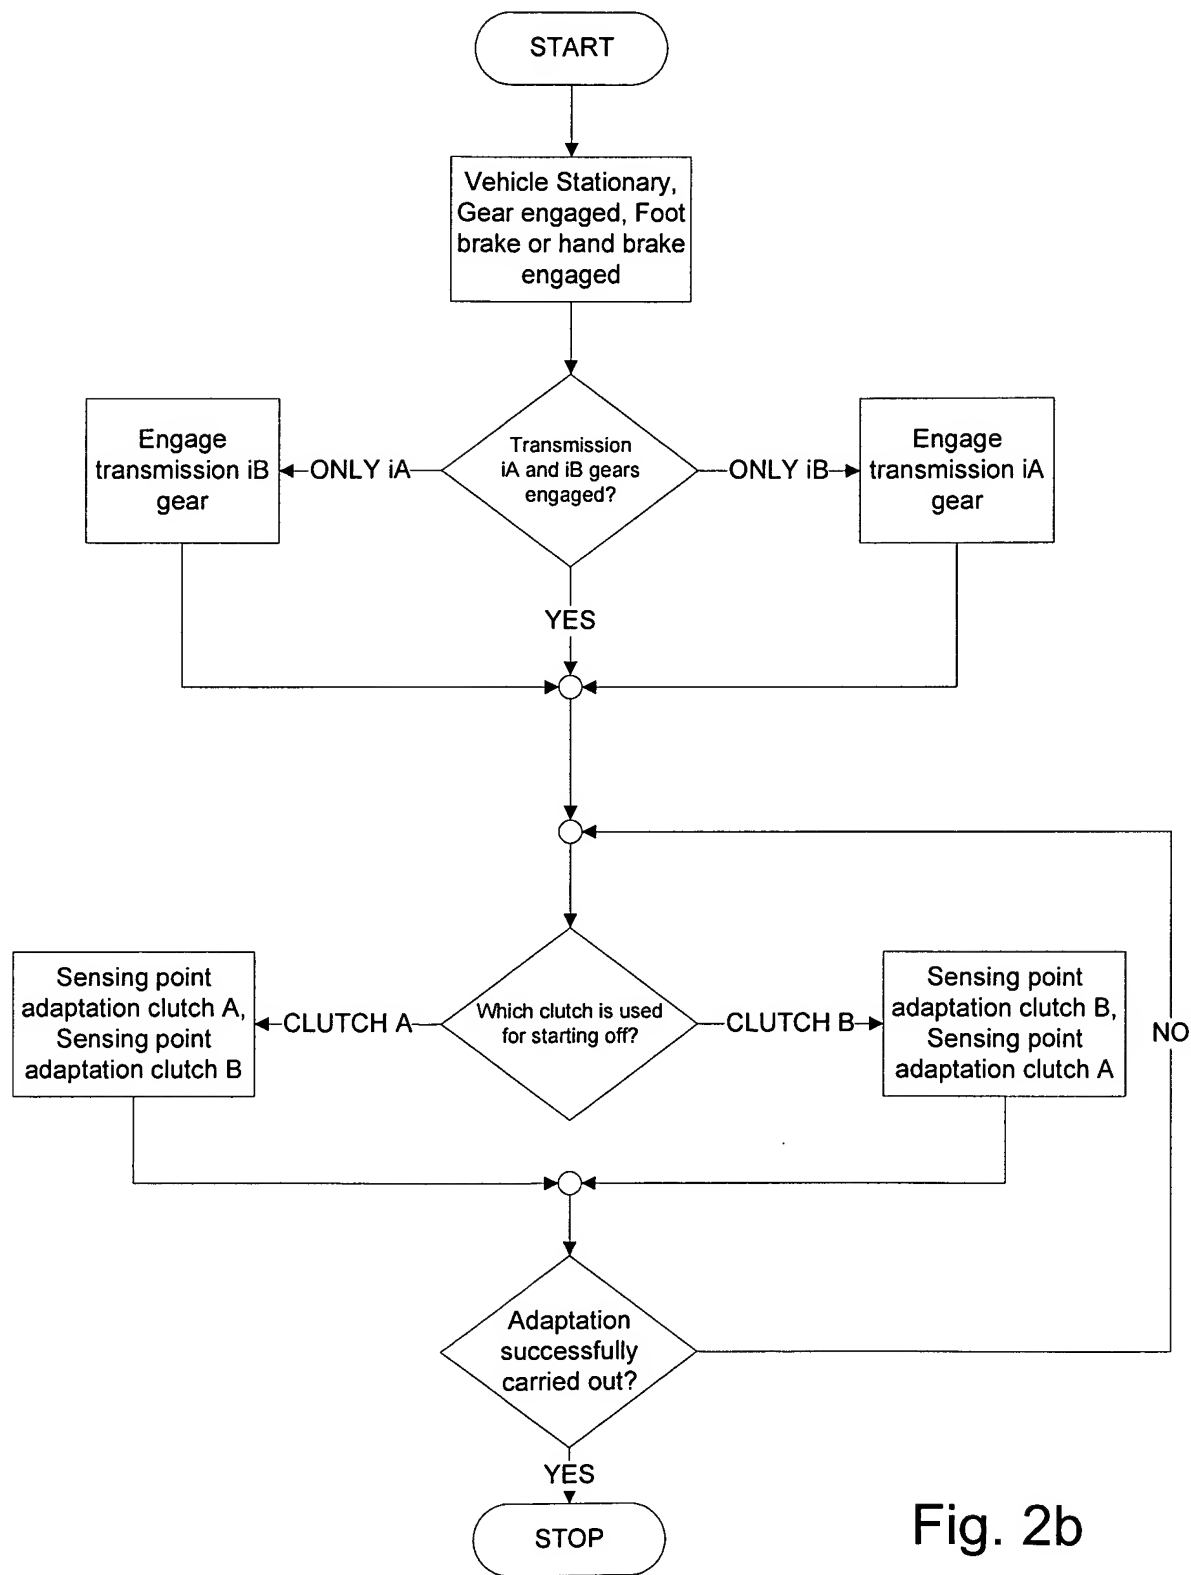 START
Vehicle Stationary,
Gear engaged, Foot
brake or hand brake
engaged
Engage
transmission iB
gear
ONLY iA
Transmission
iA and iB gears
engaged?
ONLY iB
Engage
transmission iA
gear
YES
Sensing point
adaptation clutch A,
Sensing point
adaptation clutch B
CLUTCH A
Which clutch is used
for starting off?
CLUTCH B
Sensing point
adaptation clutch B,
Sensing point
adaptation clutch A
NO
Adaptation
successfully
carried out?
YES
STOP
Fig. 2b